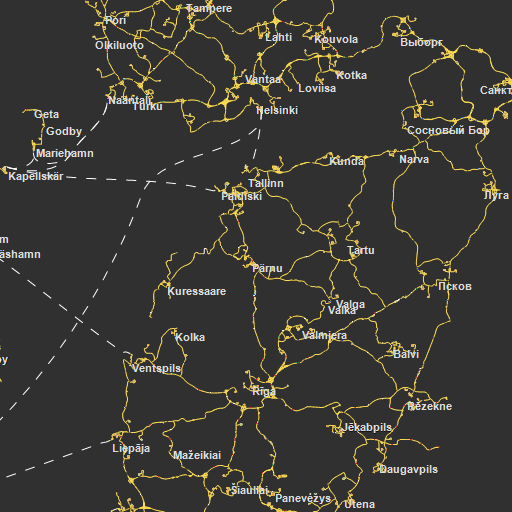 Tampere
Pori
Lahti
Kouvola
Olkiluoto
Выборг
Vantaa
Kotka
Loviisa
Санкт
Naantali
Turku
Helsinki
Geta
Godby
Сосновый Бор
Mariehamn
Kunda
Narva
Kapellskär
Tallinn
Paldiski
Луга
m
äshamn
Tartu
Pärnu
Псков
Kuressaare
Valga
Valka
Kolka
Valmiera
by
Balvi
Ventspils
Rīga
Rēzekne
Jēkabpils
Liepāja
Mažeikiai
Daugavpils
Šiauliai
Panevėžys
Utena